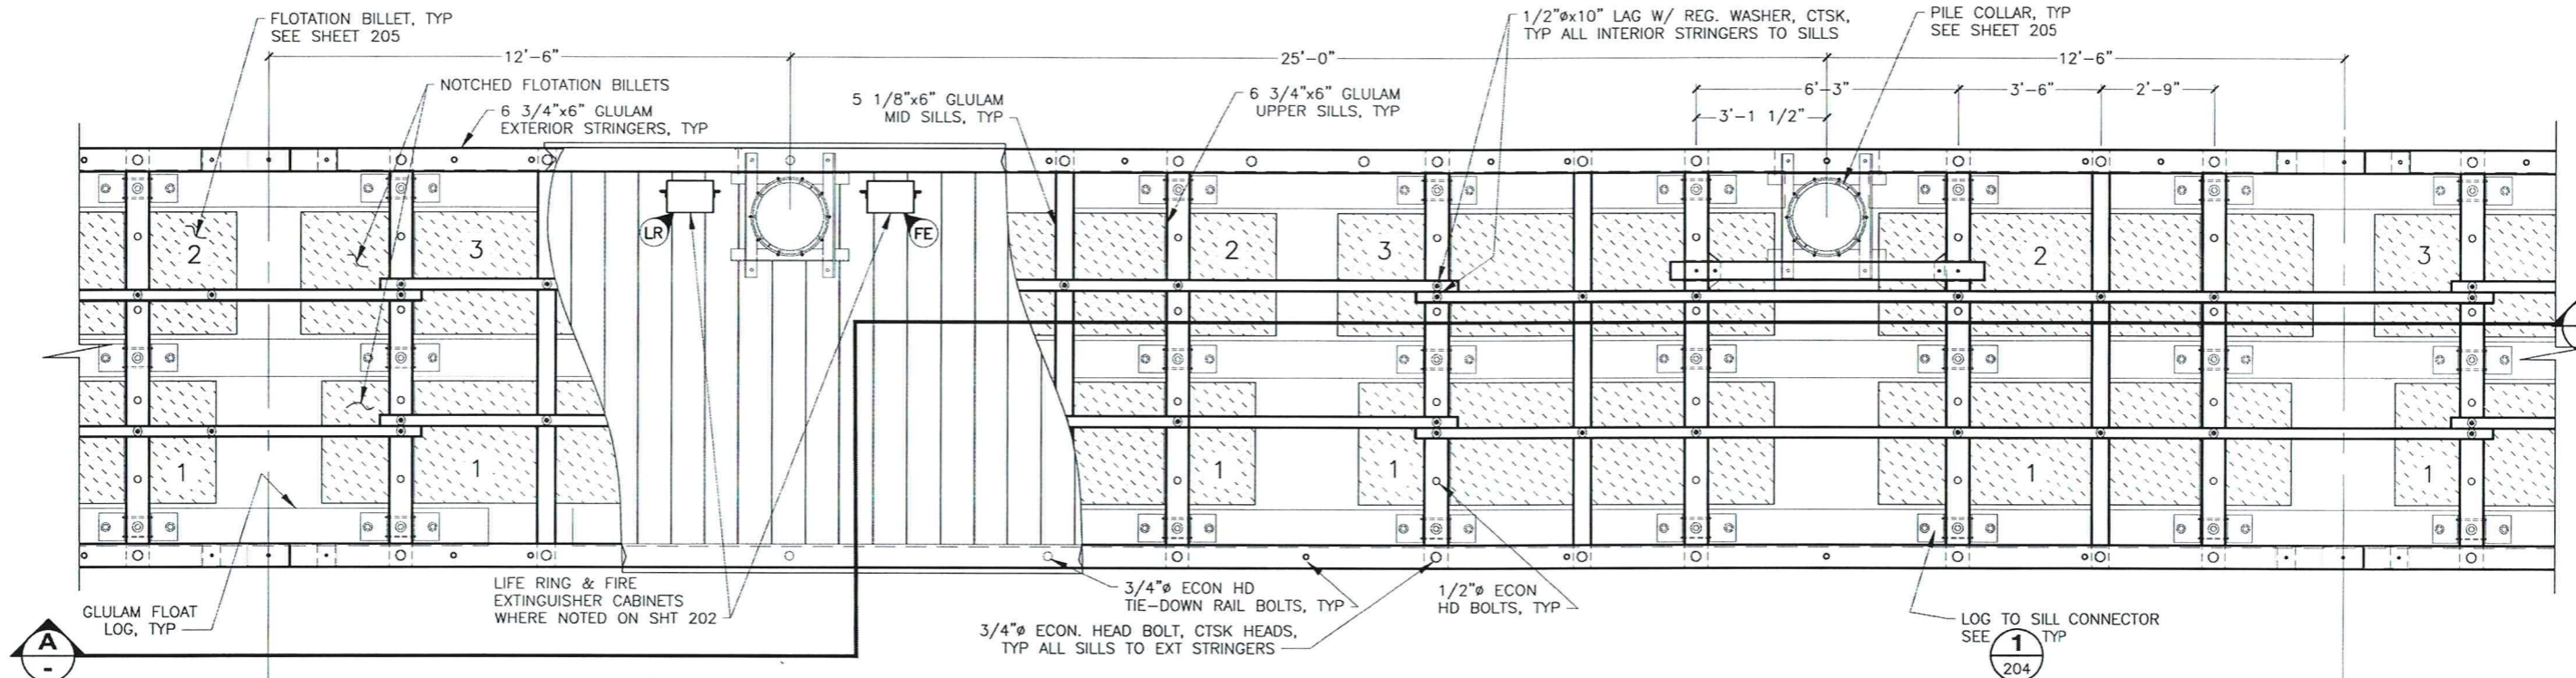 FLOTATION BILLET, TYP
SEE SHEET 205
1/2"øx10" LAG W/ REG. WASHER, CTSK,
TYP ALL INTERIOR STRINGERS TO SILLS
PILE COLLAR, TYP
SEE SHEET 205
12'-6"
25'-0"
12'-6"
NOTCHED FLOTATION BILLETS
6 3/4"x6" GLULAM
EXTERIOR STRINGERS, TYP
5 1/8"x6" GLULAM
MID SILLS, TYP
6 3/4"x6" GLULAM
UPPER SILLS, TYP
6'-3"
3'-6"
2'-9"
3'-1 1/2"
LR
FE
2
3
2
3
2
3
1
1
1
1
1
1
GLULAM FLOAT
LOG, TYP
LIFE RING & FIRE
EXTINGUISHER CABINETS
WHERE NOTED ON SHT 202
3/4"ø ECON HD
TIE-DOWN RAIL BOLTS, TYP
3/4"ø ECON. HEAD BOLT, CTSK HEADS,
TYP ALL SILLS TO EXT STRINGERS
1/2"ø ECON
HD BOLTS, TYP
LOG TO SILL CONNECTOR
SEE 1 TYP
204
A
-